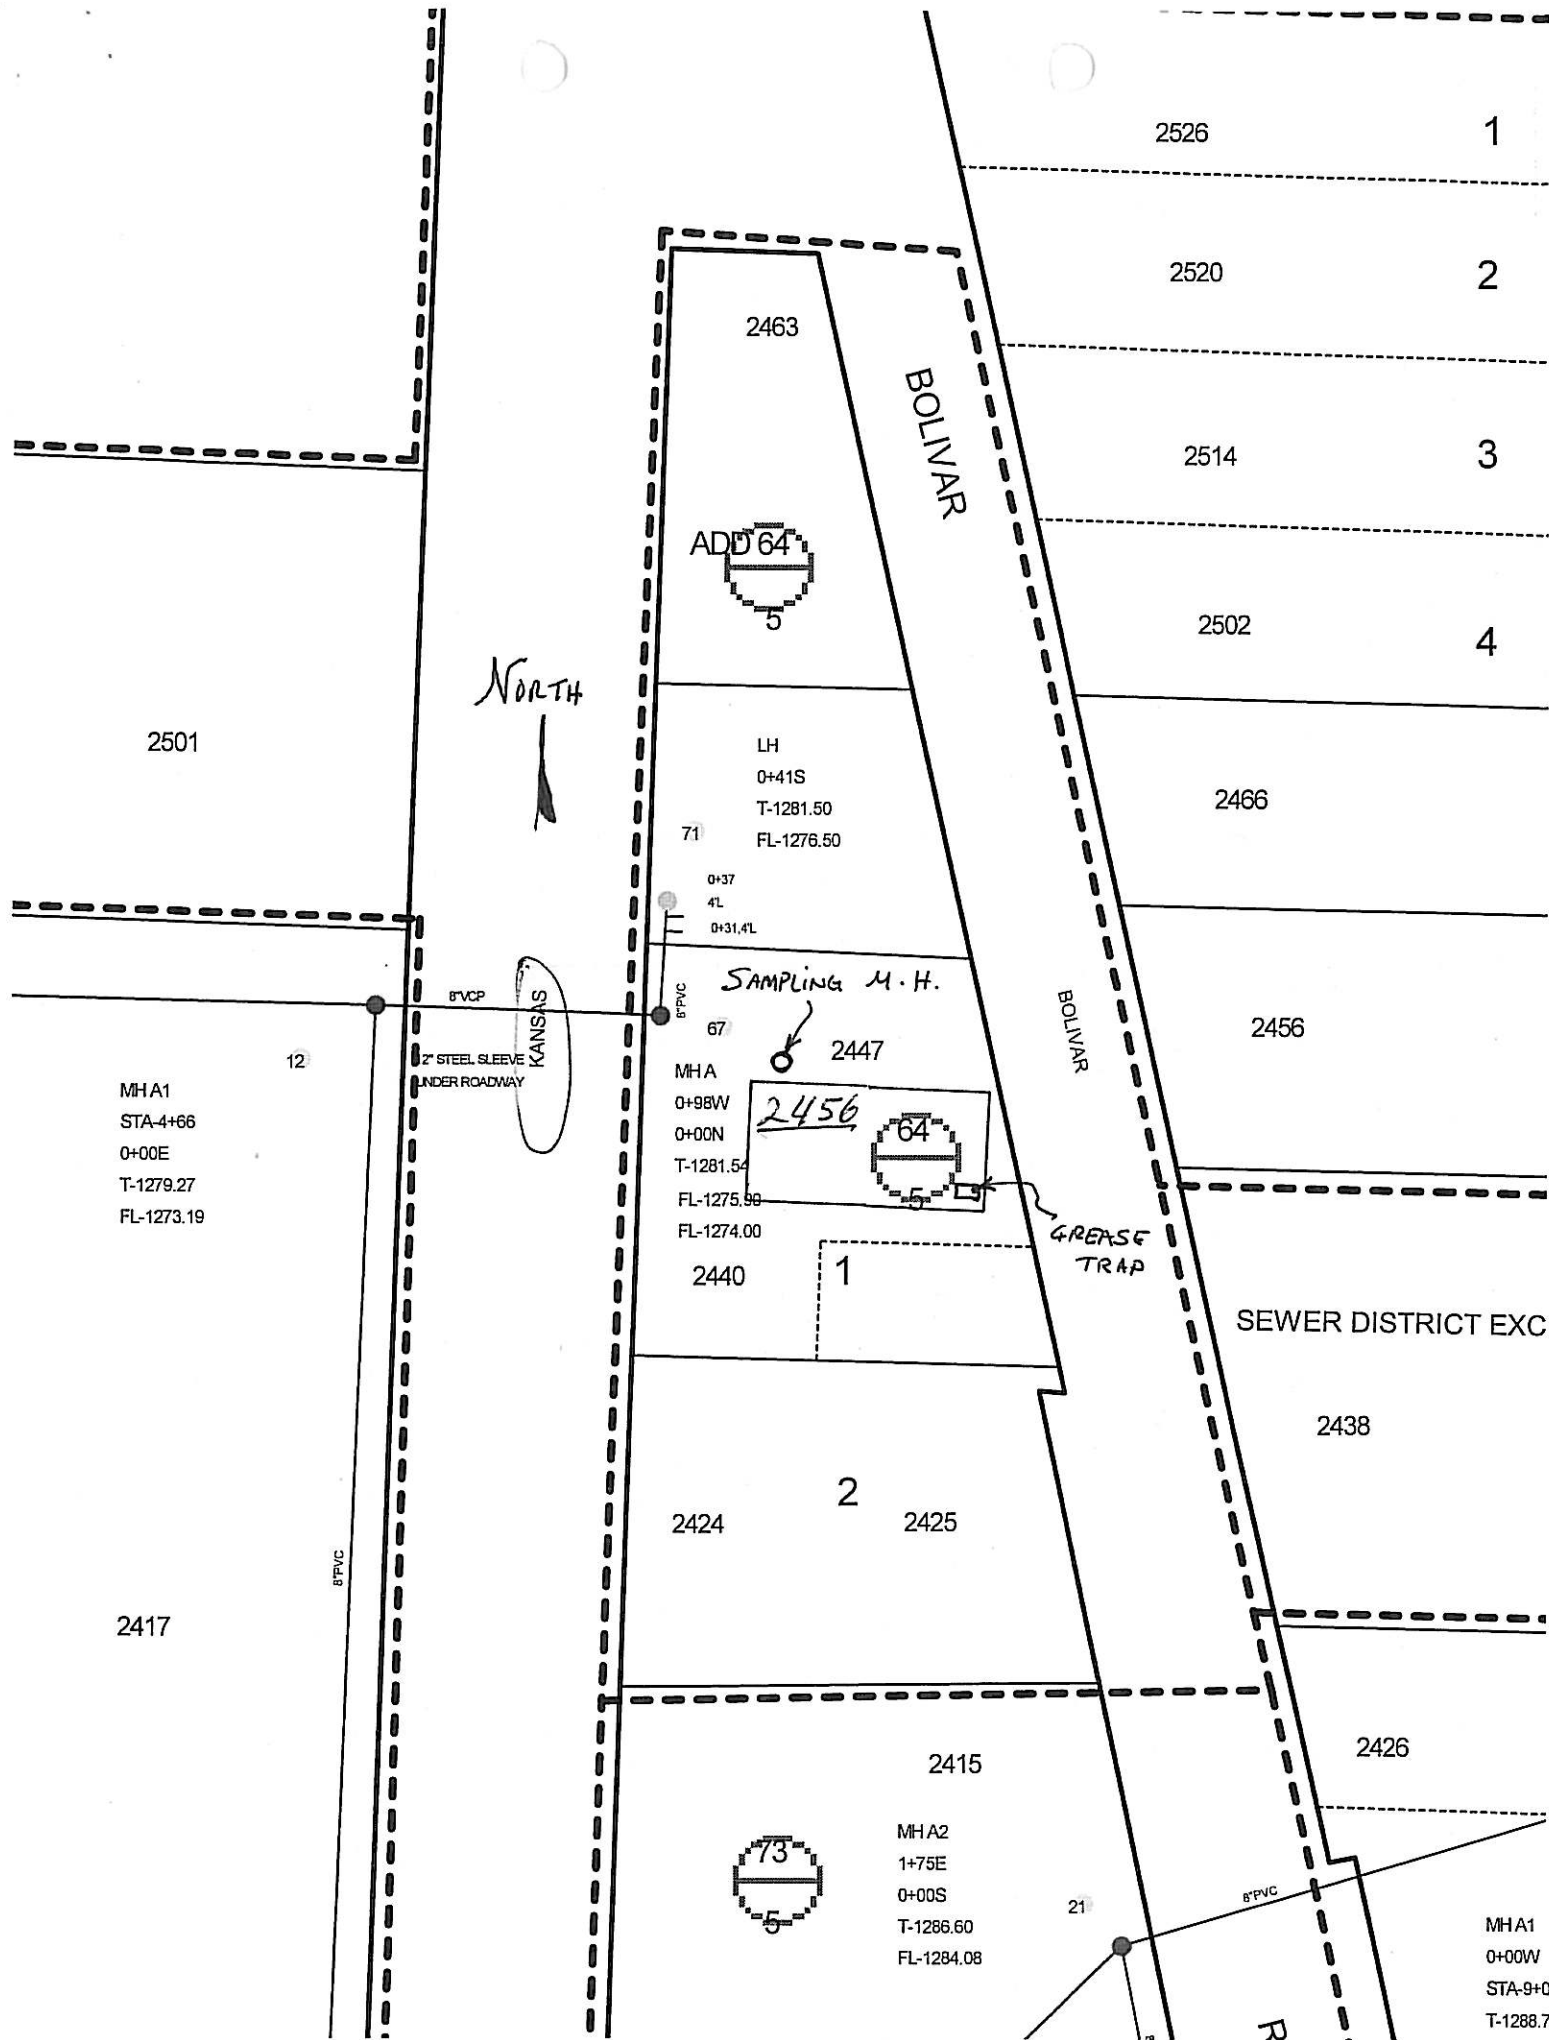 2526
1
2520
2
2463
BOLIVAR
2514
3
ADD 64
5
2502
4
NORTH
2501
LH
0+41S
T-1281.50
FL-1276.50
2466
71
0+37
4'L
0+31,4'L
SAMPLING M.H.
8"VCP
KANSAS
8"PVC
67
2447
BOLIVAR
2456
12
2" STEEL SLEEVE
UNDER ROADWAY
MH A1
STA-4+66
0+00E
T-1279.27
FL-1273.19
MH A
0+98W
0+00N
T-1281.54
FL-1275.90
FL-1274.00
2456
64
5
GREASE
TRAP
2440
1
SEWER DISTRICT EXC
2438
2
2424
2425
8"PVC
2417
2415
2426
73
5
MH A2
1+75E
0+00S
T-1286.60
FL-1284.08
21
8"PVC
MH A1
0+00W
STA-9+0
T-1288.7
R